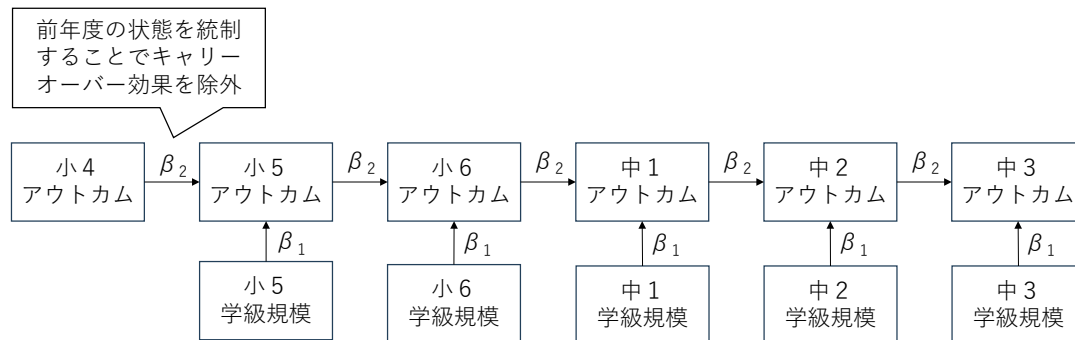 前年度の状態を統制
することでキャリー
オーバー効果を除外
小４
アウトカム
β₂
小５
アウトカム
β₂
小６
アウトカム
β₂
中１
アウトカム
β₂
中２
アウトカム
β₂
中３
アウトカム
β₁
β₁
β₁
β₁
β₁
小５
学級規模
小６
学級規模
中１
学級規模
中２
学級規模
中３
学級規模